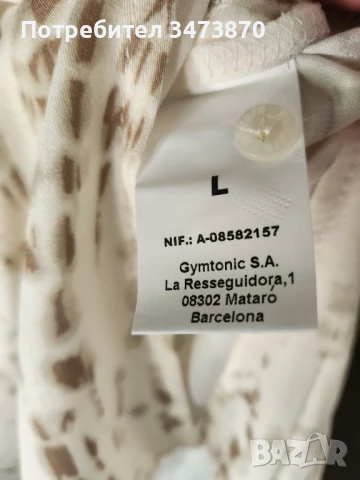 Потребител 3473870
L
NIF.: A-08582157
Gymtonic S.A.
La Resseguidora,1
08302 Mataró
Barcelona
BAZAR